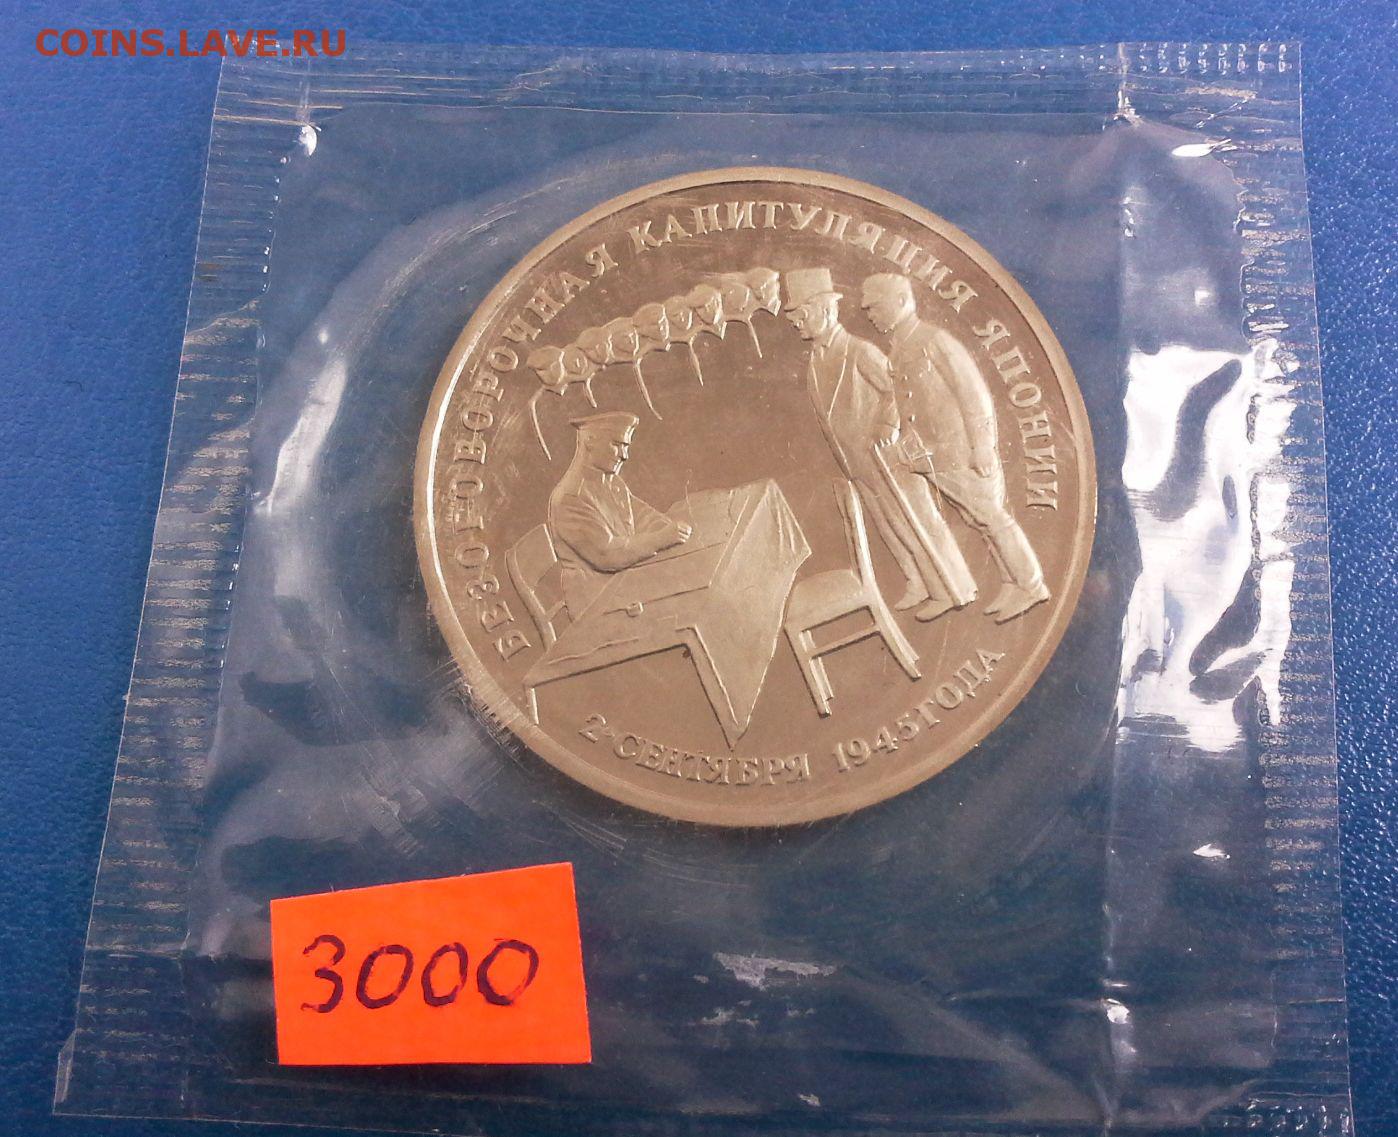 COINS.LAVE.RU
БЕЗОГОВОРОЧНАЯ КАПИТУЛЯЦИЯ ЯПОНИИ
2 СЕНТЯБРЯ 1945 ГОДА
3000